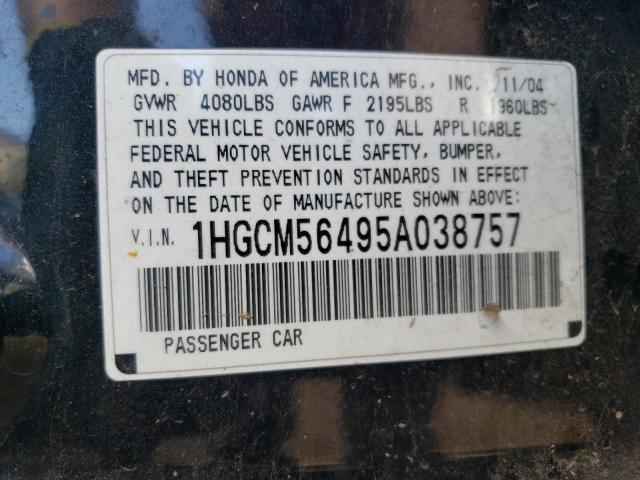 MFD. BY HONDA OF AMERICA MFG., INC. 11/04
GVWR 4080LBS GAWR F 2195LBS R 1960LBS
THIS VEHICLE CONFORMS TO ALL APPLICABLE
FEDERAL MOTOR VEHICLE SAFETY, BUMPER,
AND THEFT PREVENTION STANDARDS IN EFFECT
ON THE DATE OF MANUFACTURE SHOWN ABOVE:
V.I.N. 1HGCM56495A038757
PASSENGER CAR